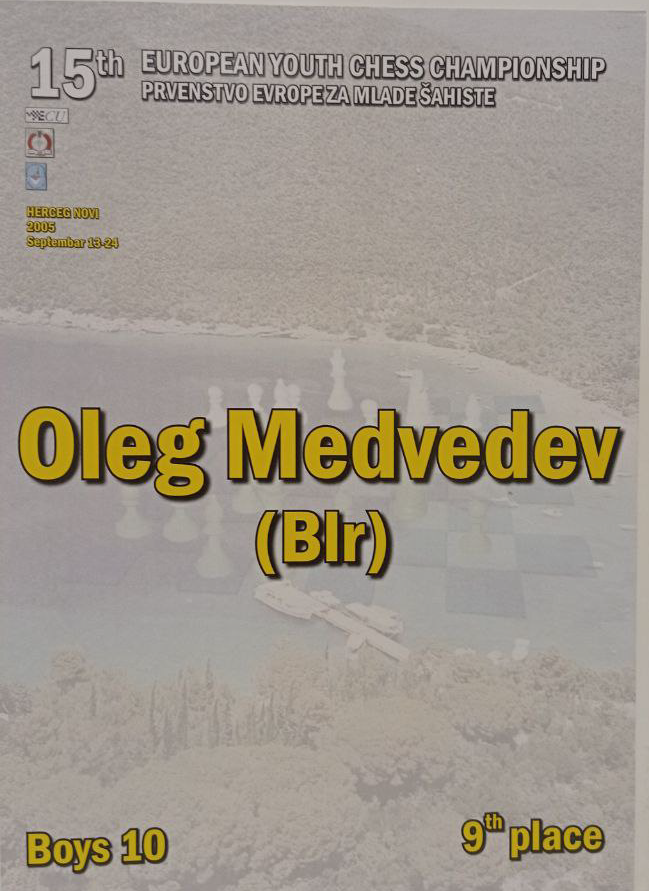 15th EUROPEAN YOUTH CHESS CHAMPIONSHIP
PRVENSTVO EVROPE ZA MLADE ŠAHISTE
ECU
HERCEG NOVI
2005
Septembar 13-24
Oleg Medvedev
(Blr)
Boys 10
9th place